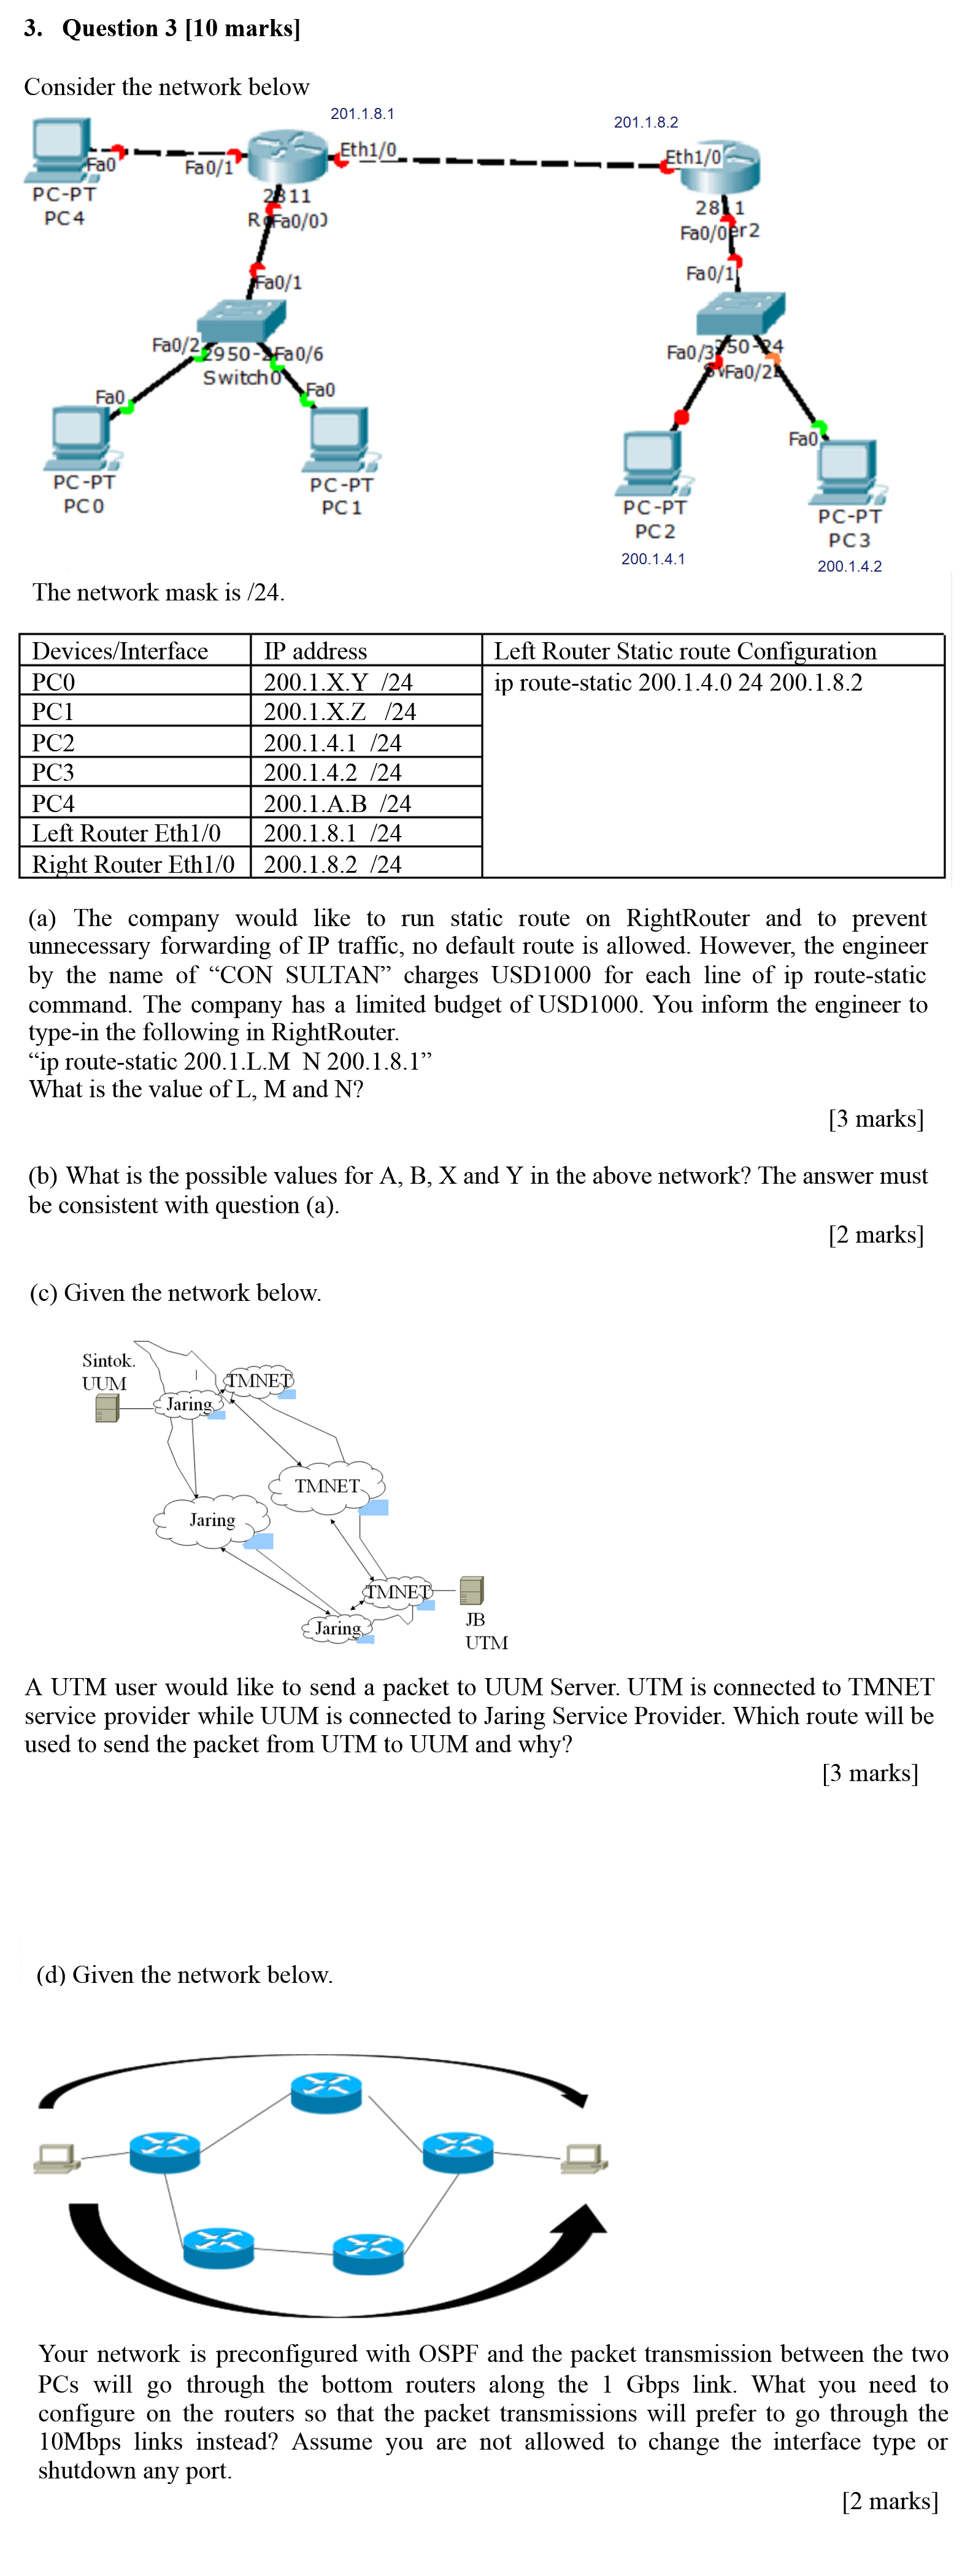 3. Question 3 [10 marks]
Consider the network below
201.1.8.1
201.1.8.2
Fa0
Fa0/1
Eth1/0
Eth1/0
PC-PT
PC4
2811
Fa0/0
Fa0/1
2811
Fa0/0
er2
Fa0/1
Fa0/2
2950-2
Fa0/6
Switch0
Fa0
Fa0
PC-PT
PC0
PC-PT
PC1
Fa0/3
50-24
Fa0/2
Fa0
PC-PT
PC2
200.1.4.1
PC-PT
PC3
200.1.4.2
The network mask is /24.
Devices/Interface IP address Left Router Static route Configuration
PC0 200.1.X.Y /24 ip route-static 200.1.4.0 24 200.1.8.2
PC1 200.1.X.Z /24
PC2 200.1.4.1 /24
PC3 200.1.4.2 /24
PC4 200.1.A.B /24
Left Router Eth1/0 200.1.8.1 /24
Right Router Eth1/0 200.1.8.2 /24
(a) The company would like to run static route on RightRouter and to prevent
unnecessary forwarding of IP traffic, no default route is allowed. However, the engineer
by the name of “CON SULTAN” charges USD1000 for each line of ip route-static
command. The company has a limited budget of USD1000. You inform the engineer to
type-in the following in RightRouter.
“ip route-static 200.1.L.M N 200.1.8.1”
What is the value of L, M and N?
[3 marks]
(b) What is the possible values for A, B, X and Y in the above network? The answer must
be consistent with question (a).
[2 marks]
(c) Given the network below.
Sintok.
UUM
TMNET
Jaring
TMNET
Jaring
TMNET
Jaring
JB
UTM
A UTM user would like to send a packet to UUM Server. UTM is connected to TMNET
service provider while UUM is connected to Jaring Service Provider. Which route will be
used to send the packet from UTM to UUM and why?
[3 marks]
(d) Given the network below.
Your network is preconfigured with OSPF and the packet transmission between the two
PCs will go through the bottom routers along the 1 Gbps link. What you need to
configure on the routers so that the packet transmissions will prefer to go through the
10Mbps links instead? Assume you are not allowed to change the interface type or
shutdown any port.
[2 marks]